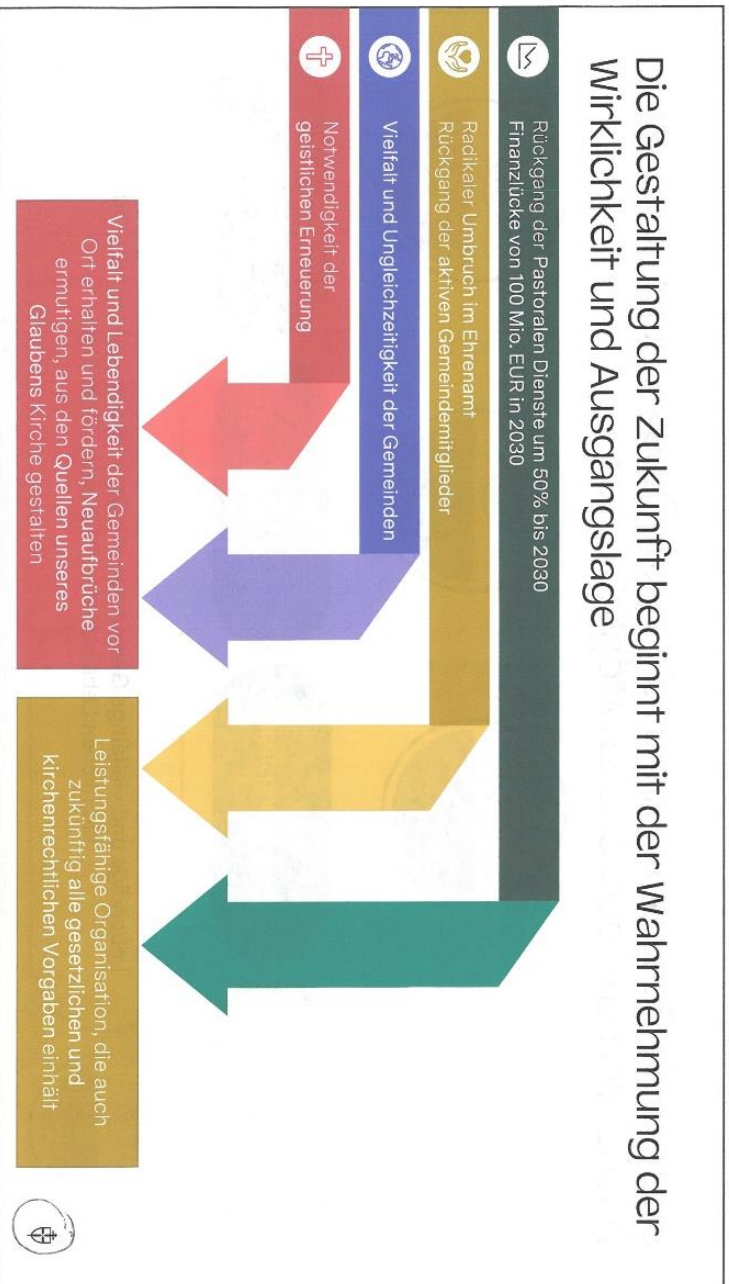 Die Gestaltung der Zukunft beginnt mit der Wahrnehmung der
Wirklichkeit und Ausgangslage
Rückgang der Pastoralen Dienste um 50% bis 2030
Finanzlücke von 100 Mio. EUR in 2030
Radikaler Umbruch im Ehrenamt
Rückgang der aktiven Gemeindemitglieder
Vielfalt und Ungleichzeitigkeit der Gemeinden
Notwendigkeit der
geistlichen Erneuerung
Vielfalt und Lebendigkeit der Gemeinden vor
Ort erhalten und fördern, Neuaufbrüche
ermutigen, aus den Quellen unseres
Glaubens Kirche gestalten
Leistungsfähige Organisation, die auch
zukünftig alle gesetzlichen und
kirchenrechtlichen Vorgaben einhält